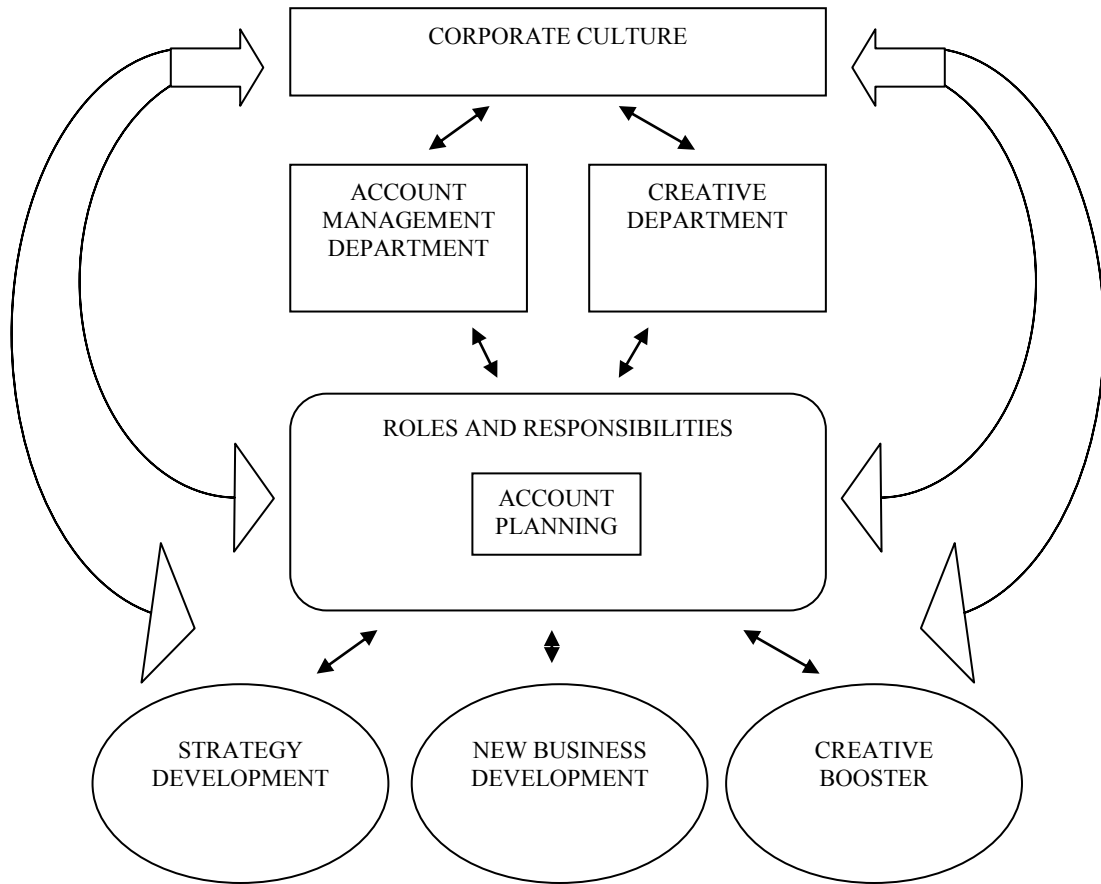 CORPORATE CULTURE
ACCOUNT
MANAGEMENT
DEPARTMENT
CREATIVE
DEPARTMENT
ROLES AND RESPONSIBILITIES
ACCOUNT
PLANNING
STRATEGY
DEVELOPMENT
NEW BUSINESS
DEVELOPMENT
CREATIVE
BOOSTER